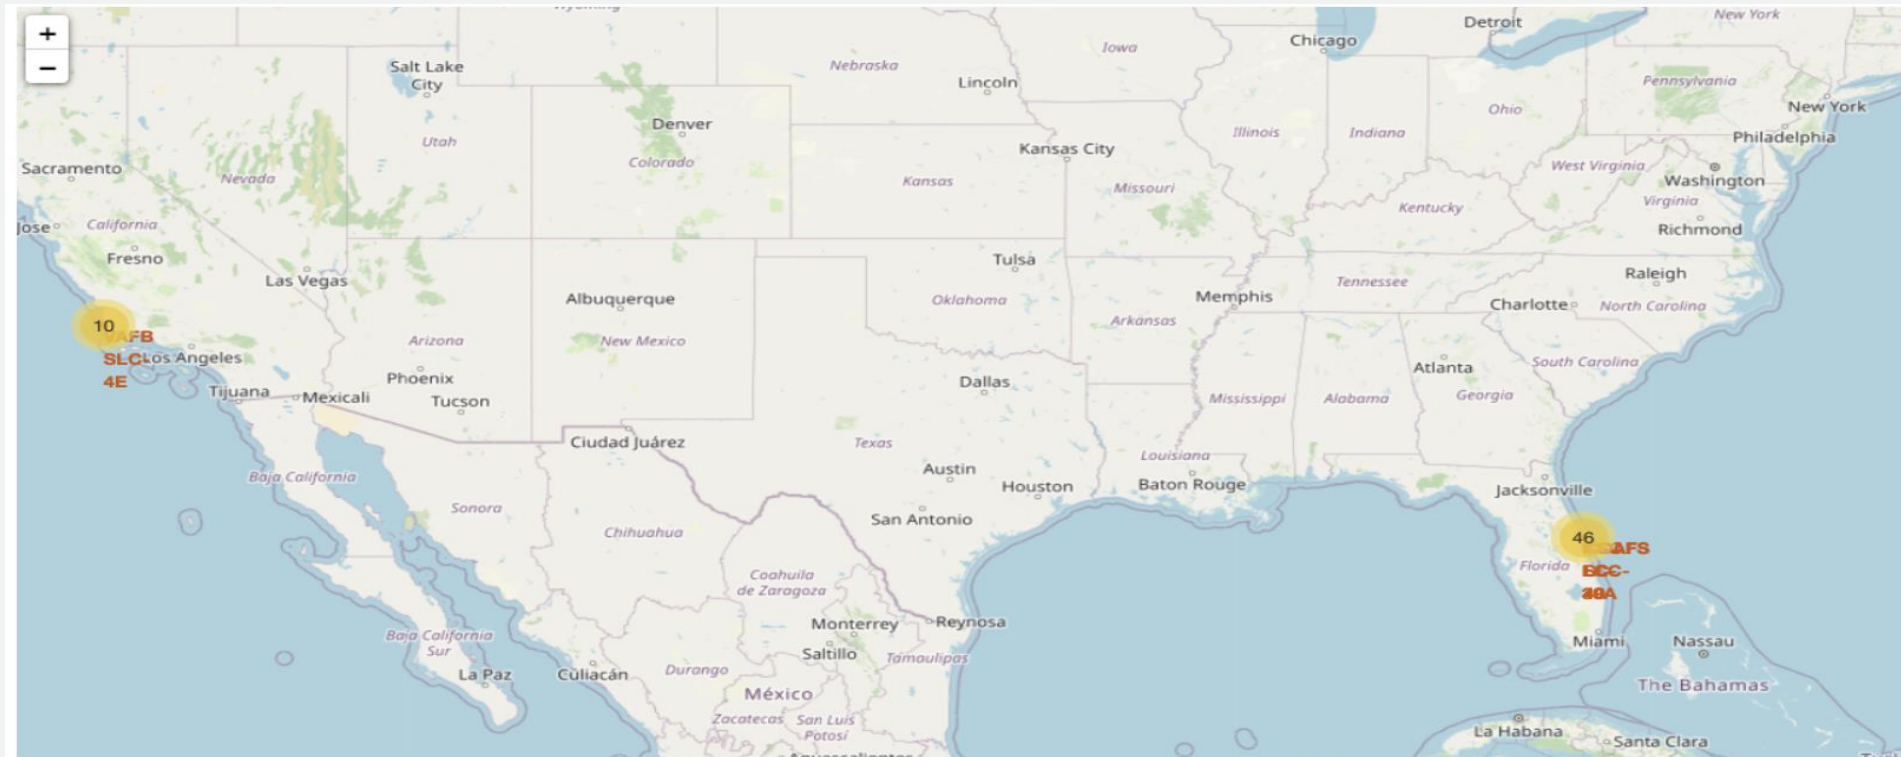 +
−
Wyoming
Detroit
New York
Chicago
Iowa
Salt Lake
City
Nebraska
Lincoln
Pennsylvania
New York
Ohio
Denver
Utah
Colorado
Illinois
Indiana
Philadelphia
Kansas City
Sacramento
Nevada
Kansas
Missouri
West Virginia
Washington
Virginia
Kentucky
California
Jose
Richmond
Fresno
Las Vegas
Tulsa
Raleigh
Albuquerque
Oklahoma
Memphis
Tennessee
Charlotte
North Carolina
10
VAFB
SLC-
4E
Los Angeles
Arizona
New Mexico
Arkansas
South Carolina
Atlanta
Phoenix
Dallas
Tijuana
Mexicali
Tucson
Mississippi
Alabama
Georgia
Ciudad Juárez
Texas
Louisiana
Baja California
Austin
Houston
Baton Rouge
Jacksonville
Sonora
San Antonio
Chihuahua
46
Florida
Coahuila
de Zaragoza
Monterrey
Reynosa
Baja California
Sur
Saltillo
Tamaulipas
Miami
Nassau
La Paz
Culiacán
Durango
México
The Bahamas
Zacatecas
San Luis
Potosí
La Habana
Santa Clara
Aguascalientes